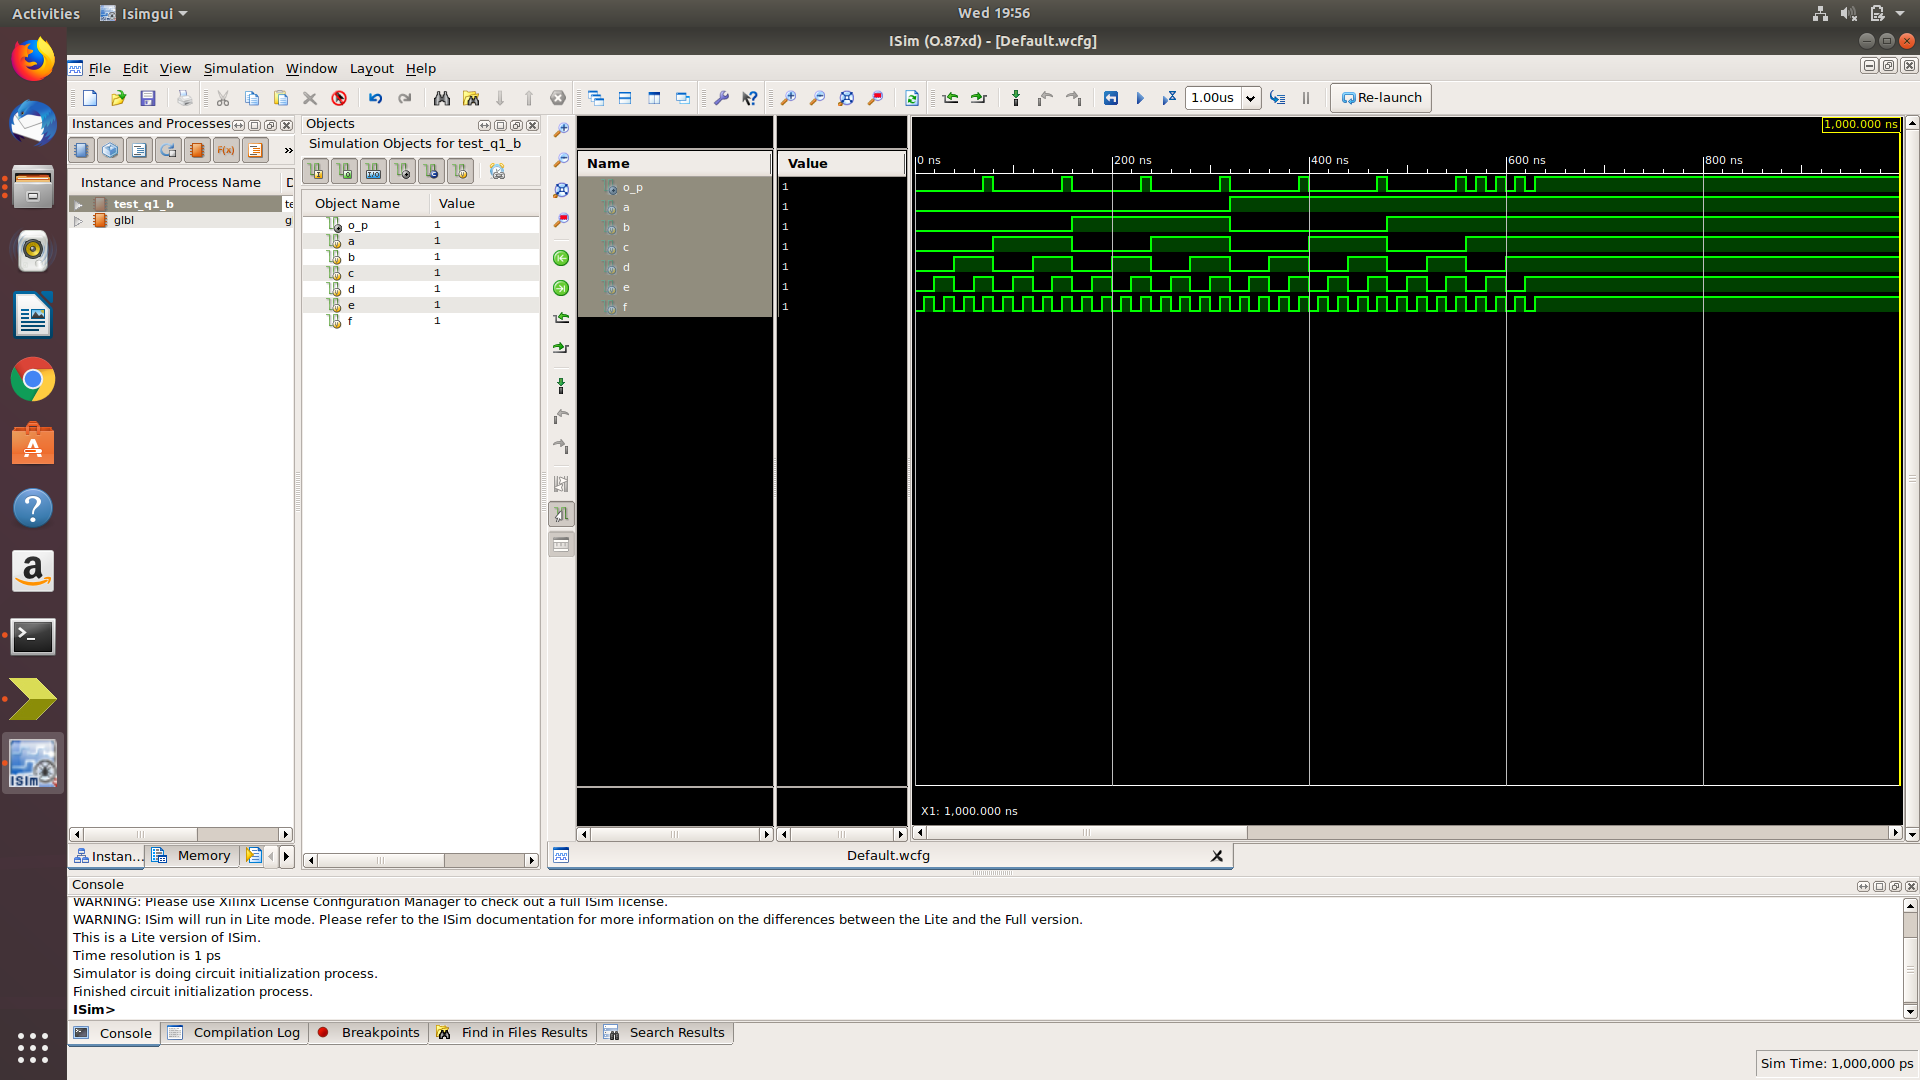 Activities
Isimgui
Wed 19:56
ISim (O.87xd) - [Default.wcfg]
File Edit View Simulation Window Layout Help
1.00us
Re-launch
Instances and Processes
F(x)
»
Instance and Process Name
D
test_q1_b
te
glbl
g
Objects
Simulation Objects for test_q1_b
Object Name Value
o_p 1
a 1
b 1
c 1
d 1
e 1
f 1
Name Value
o_p 1
a 1
b 1
c 1
d 1
e 1
f 1
1,000.000 ns
0 ns 200 ns 400 ns 600 ns 800 ns
X1: 1,000.000 ns
Instan...
Memory
Default.wcfg
Console
WARNING: Please use Xilinx License Configuration Manager to check out a full ISim license.
WARNING: ISim will run in Lite mode. Please refer to the ISim documentation for more information on the differences between the Lite and the Full version.
This is a Lite version of ISim.
Time resolution is 1 ps
Simulator is doing circuit initialization process.
Finished circuit initialization process.
ISim>
Console Compilation Log Breakpoints Find in Files Results Search Results
Sim Time: 1,000,000 ps
ISim